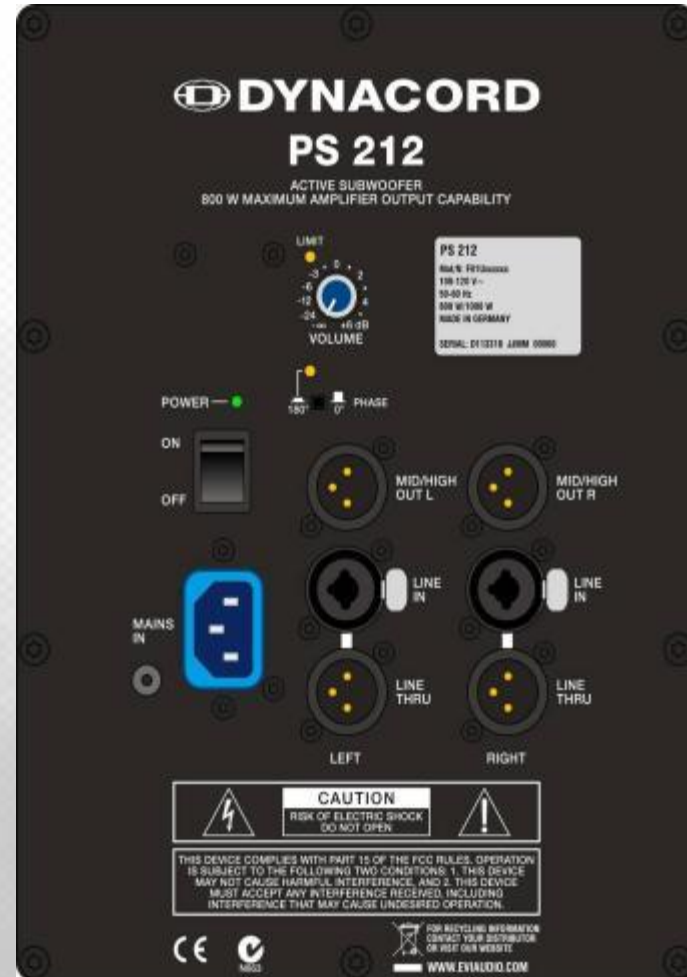 DYNACORD
PS 212
ACTIVE SUBWOOFER
800 W MAXIMUM AMPLIFIER OUTPUT CAPABILITY
LIMIT
-3 0 2
-6
-12 4
-24
-∞ +6 dB
VOLUME
PS 212
50-60 Hz
MADE IN GERMANY
180° 0° PHASE
POWER
ON
OFF
MID/HIGH
OUT L
MID/HIGH
OUT R
LINE
IN
LINE
IN
MAINS
IN
LINE
THRU
LINE
THRU
LEFT
RIGHT
CAUTION
RISK OF ELECTRIC SHOCK
DO NOT OPEN
THIS DEVICE COMPLIES WITH PART 15 OF THE FCC RULES. OPERATION
IS SUBJECT TO THE FOLLOWING TWO CONDITIONS: 1. THIS DEVICE
MAY NOT CAUSE HARMFUL INTERFERENCE, AND 2. THIS DEVICE
MUST ACCEPT ANY INTERFERENCE RECEIVED, INCLUDING
INTERFERENCE THAT MAY CAUSE UNDESIRED OPERATION.
CE
N663
FOR RECYCLING INFORMATION
CONTACT YOUR DISTRIBUTOR
OR VISIT OUR WEBSITE
WWW.EVIAUDIO.COM